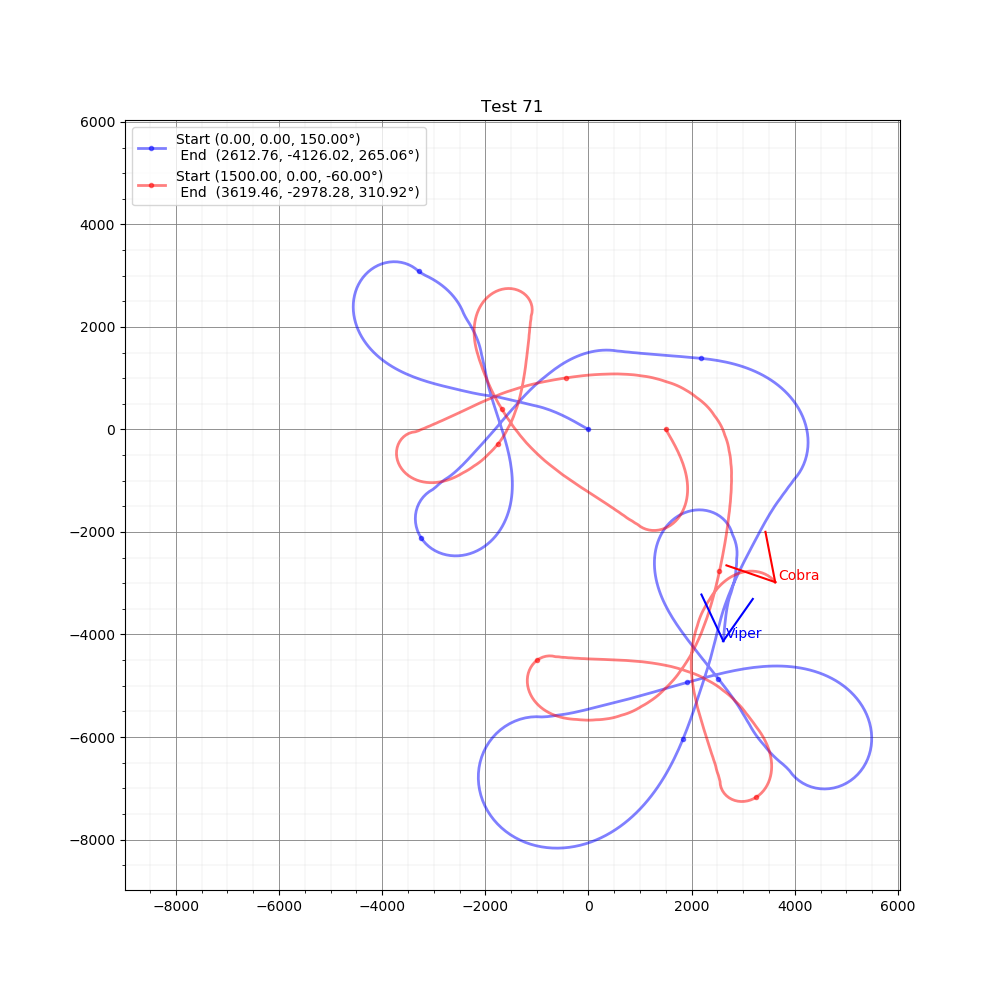 Test 71
Start (0.00, 0.00, 150.00°)
End (2612.76, -4126.02, 265.06°)
Start (1500.00, 0.00, -60.00°)
End (3619.46, -2978.28, 310.92°)
6000
4000
2000
0
−2000
−4000
−6000
−8000
Cobra
Viper
−8000 −6000 −4000 −2000 0 2000 4000 6000